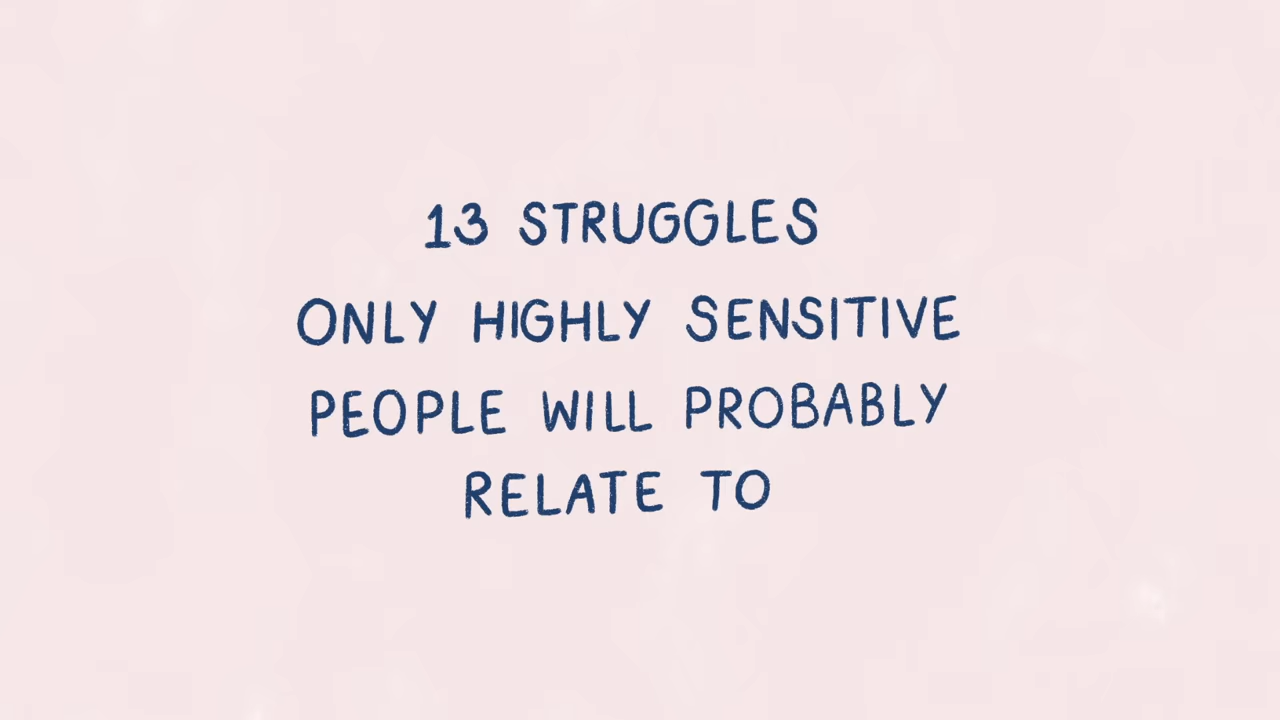 13 STRUGGLES
ONLY HIGHLY SENSITIVE
PEOPLE WILL PROBABLY
RELATE TO